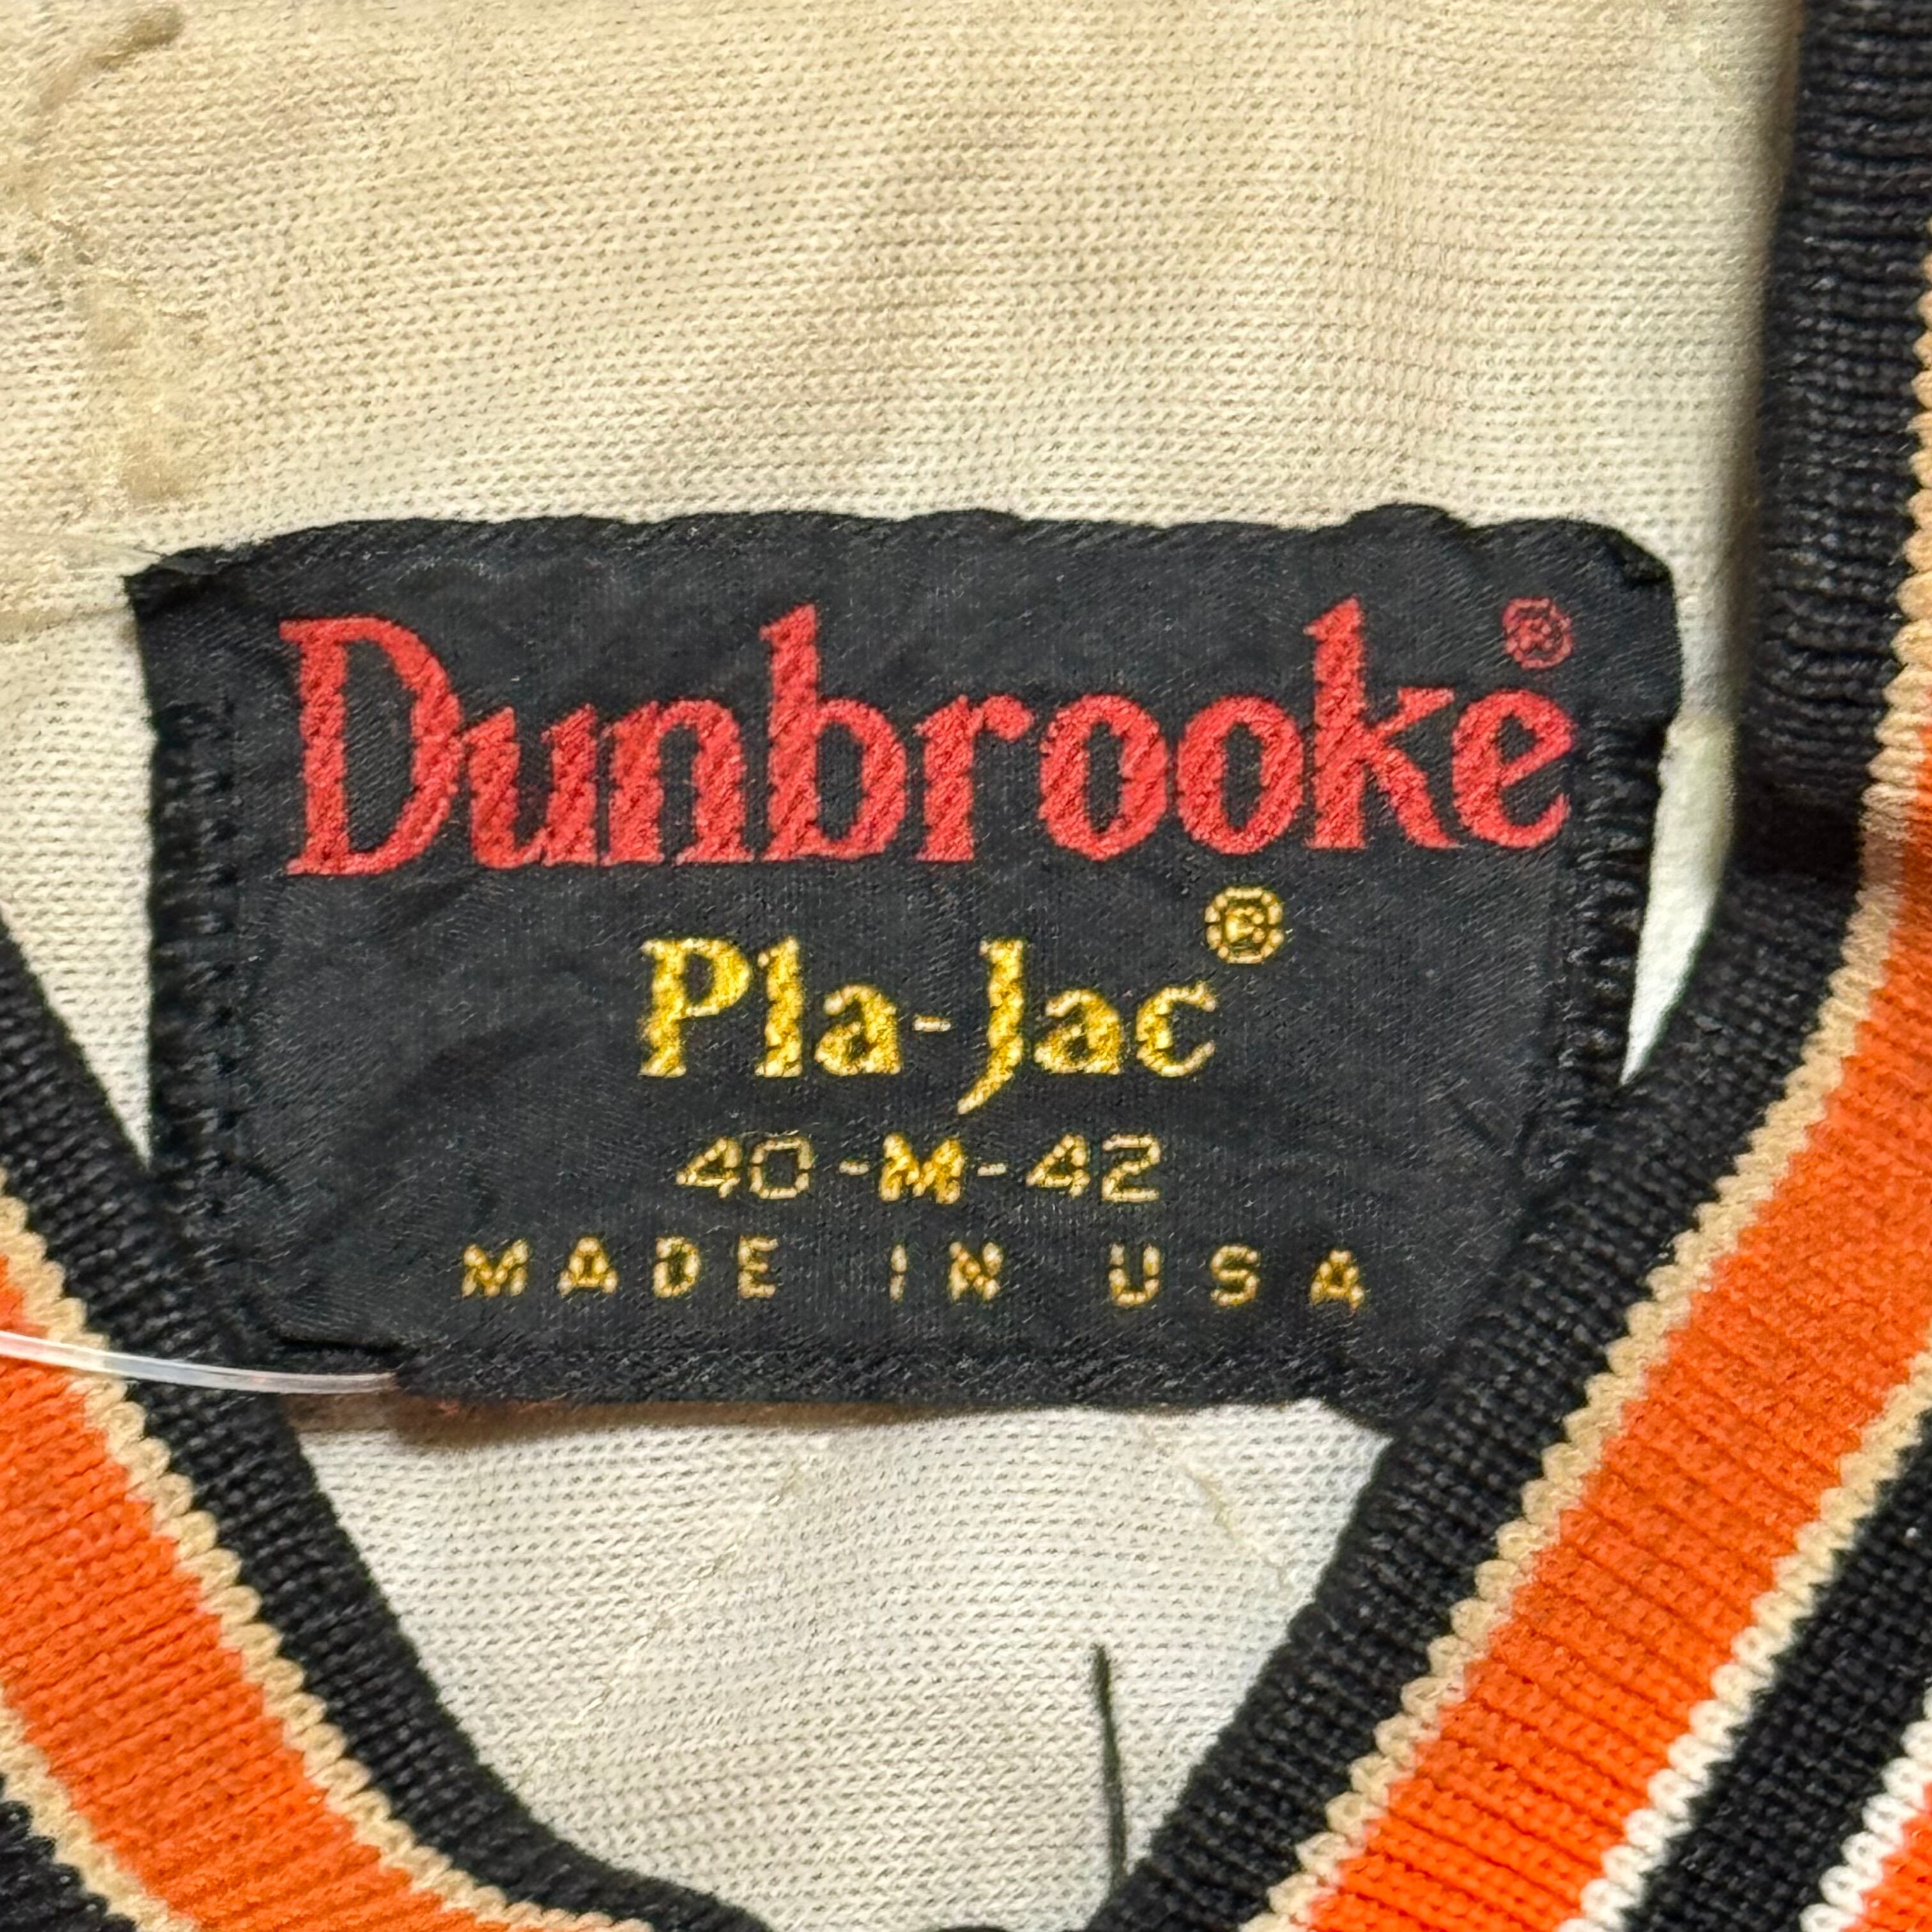 Dunbrooke®
Pla-Jac®
40-M-42
MADE IN USA